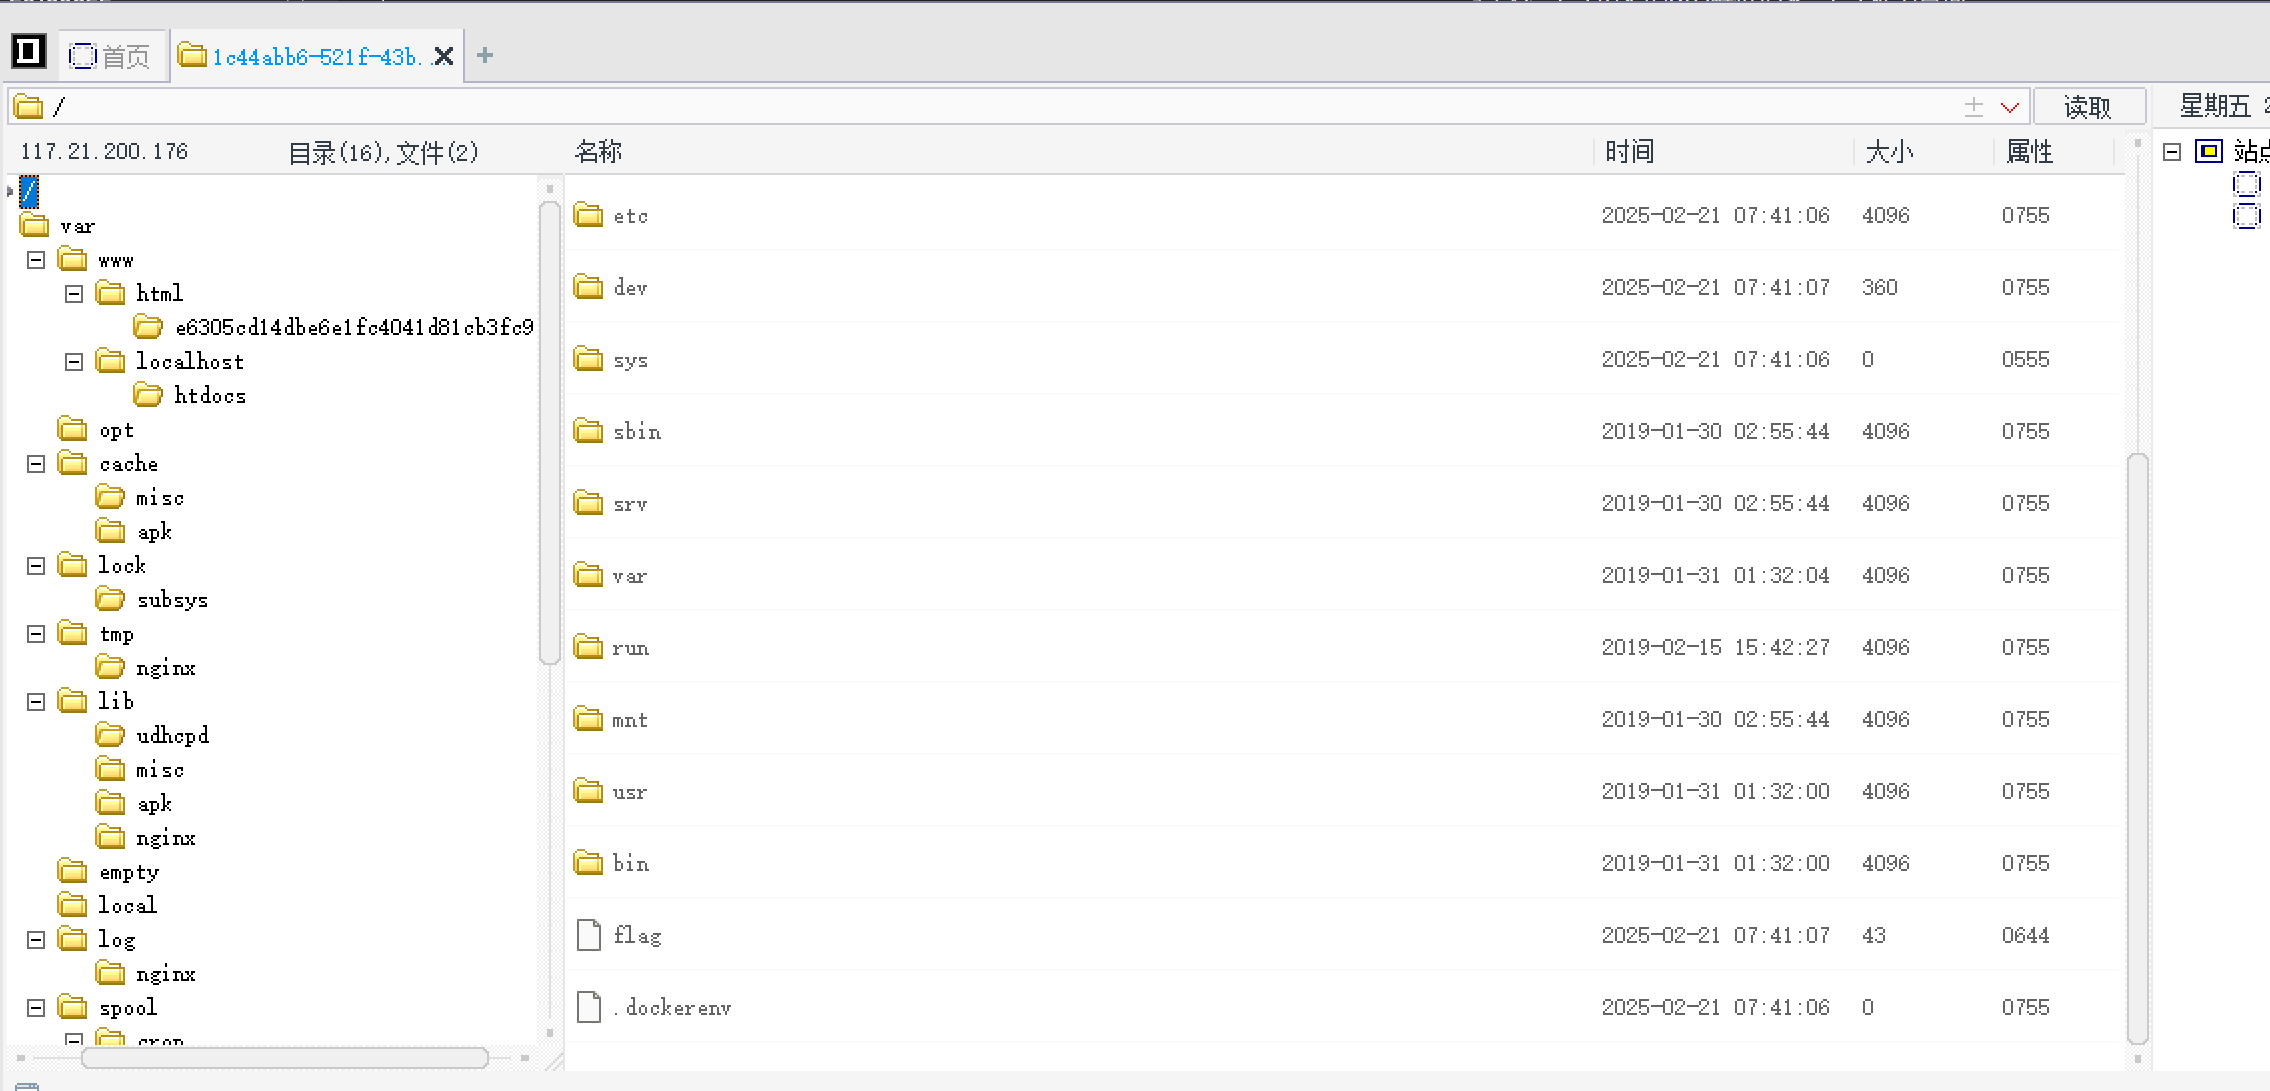 首页
1c44abb6-521f-43b...
/
读取
星期五
117.21.200.176
目录(16),文件(2)
名称
时间
大小
属性
站点
/
var
www
html
e6305cd14dbe6e1fc4041d81cb3fc9
localhost
htdocs
opt
cache
misc
apk
lock
subsys
tmp
nginx
lib
udhcpd
misc
apk
nginx
empty
local
log
nginx
spool
cron
etc 2025-02-21 07:41:06 4096 0755
dev 2025-02-21 07:41:07 360 0755
sys 2025-02-21 07:41:06 0 0555
sbin 2019-01-30 02:55:44 4096 0755
srv 2019-01-30 02:55:44 4096 0755
var 2019-01-31 01:32:04 4096 0755
run 2019-02-15 15:42:27 4096 0755
mnt 2019-01-30 02:55:44 4096 0755
usr 2019-01-31 01:32:00 4096 0755
bin 2019-01-31 01:32:00 4096 0755
flag 2025-02-21 07:41:07 43 0644
.dockerenv 2025-02-21 07:41:06 0 0755